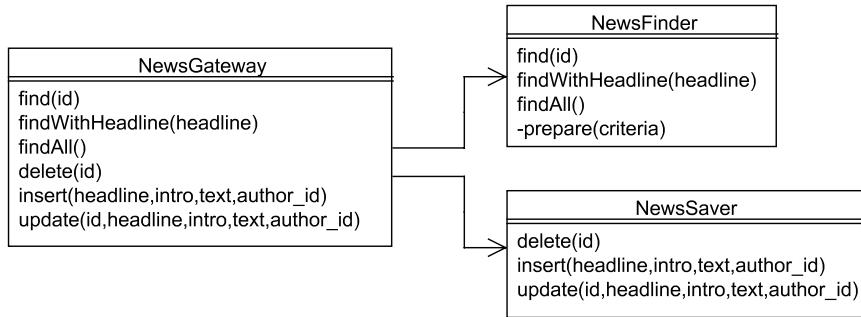 NewsGateway
find(id)
findWithHeadline(headline)
findAll()
delete(id)
insert(headline,intro,text,author_id)
update(id,headline,intro,text,author_id)
NewsFinder
find(id)
findWithHeadline(headline)
findAll()
-prepare(criteria)
NewsSaver
delete(id)
insert(headline,intro,text,author_id)
update(id,headline,intro,text,author_id)